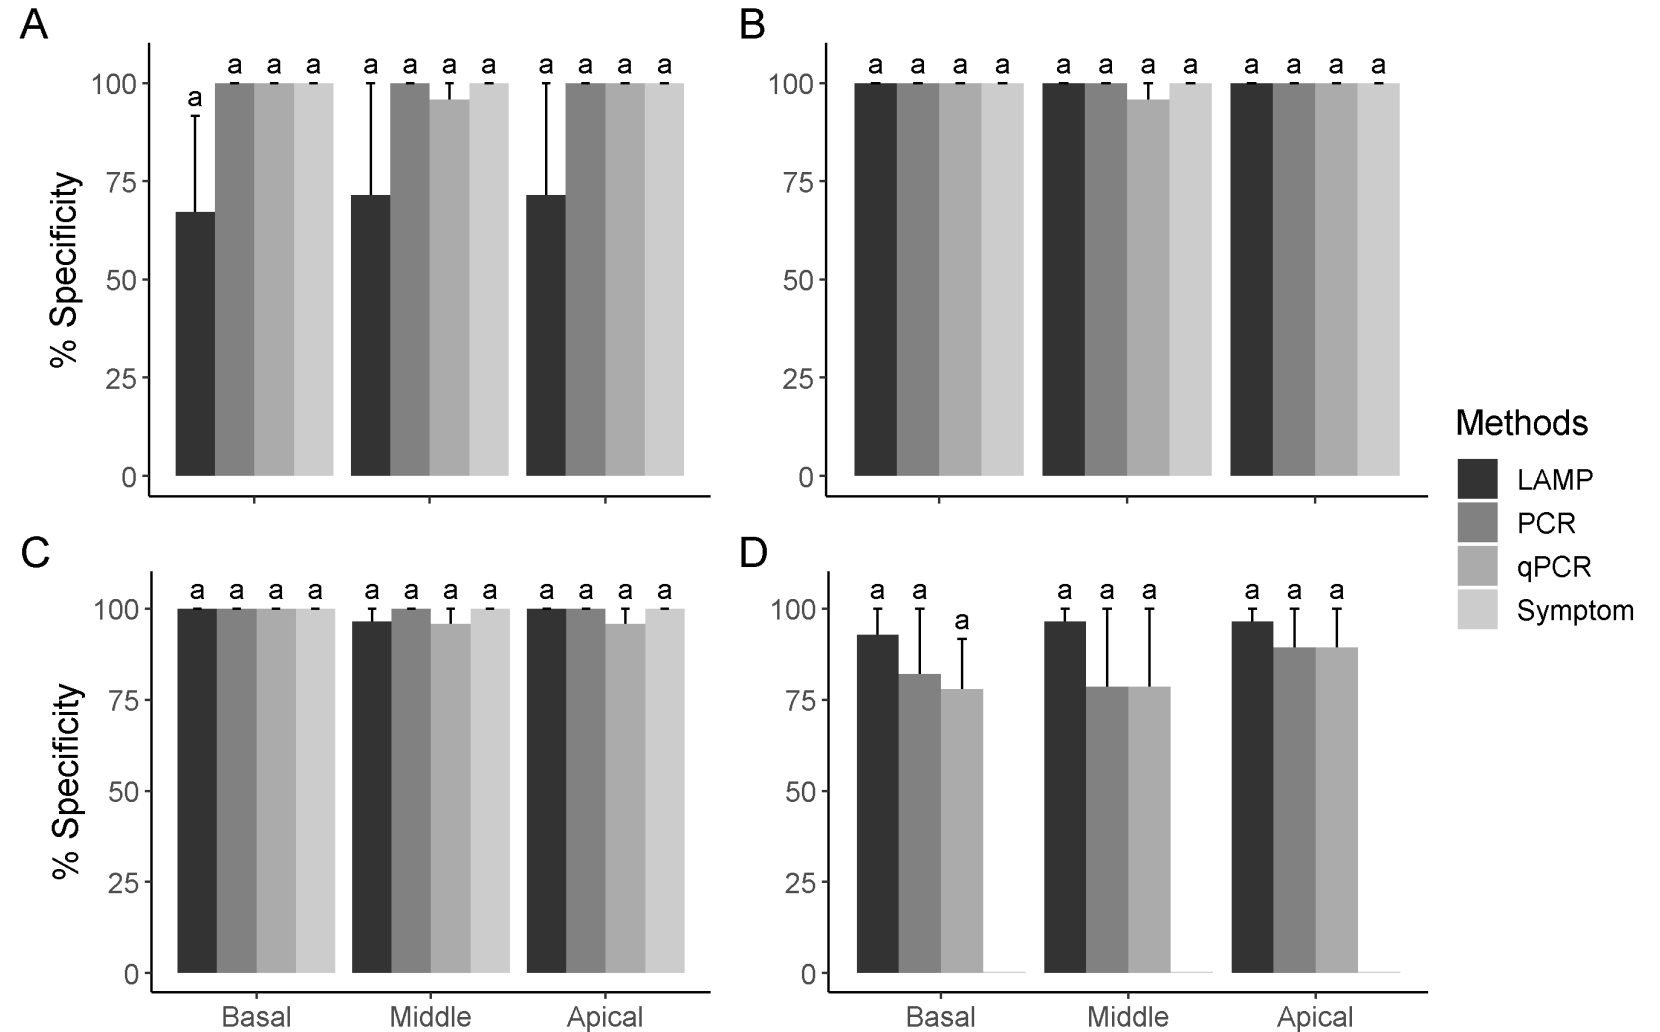 A
a a a a a a a a a a a a
100
75
50
25
0
% Specificity
B
a a a a a a a a a a a a
100
75
50
25
0
C
a a a a a a a a a a a a
100
75
50
25
0
% Specificity
Basal Middle Apical
D
a a a a a a a a a
100
75
50
25
0
Basal Middle Apical
Methods
LAMP
PCR
qPCR
Symptom